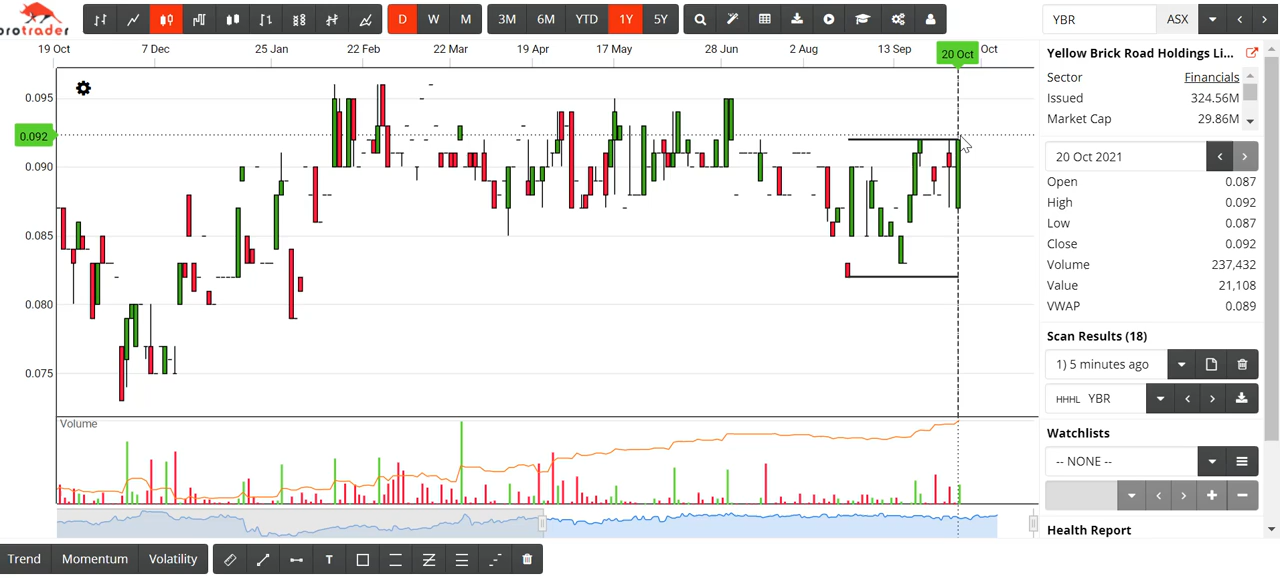 protrader
D W M
3M 6M YTD 1Y 5Y
YBR ASX
19 Oct 7 Dec 25 Jan 22 Feb 22 Mar 19 Apr 17 May 28 Jun 2 Aug 13 Sep 20 Oct Oct
Yellow Brick Road Holdings Li...
Sector Financials
Issued 324.56M
Market Cap 29.86M
0.095
0.092
0.090
0.085
0.080
0.075
20 Oct 2021
Open 0.087
High 0.092
Low 0.087
Close 0.092
Volume 237,432
Value 21,108
VWAP 0.089
Scan Results (18)
1) 5 minutes ago
HHHL YBR
Volume
Watchlists
-- NONE --
Health Report
Trend Momentum Volatility
T